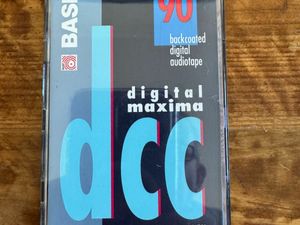 BASF
90
backcoated
digital
audiotape
digital
maxima
dcc